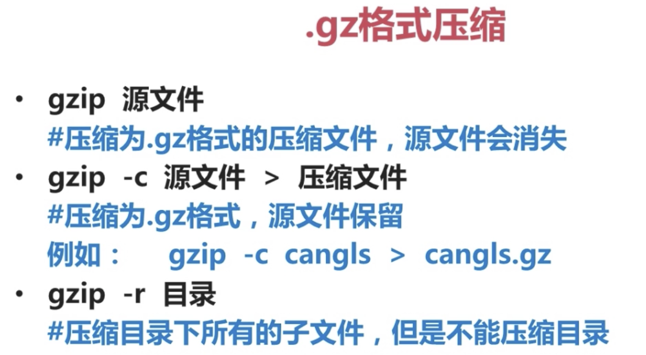 .gz格式压缩
• gzip 源文件
#压缩为.gz格式的压缩文件，源文件会消失
• gzip -c 源文件 > 压缩文件
#压缩为.gz格式，源文件保留
例如： gzip -c cangls > cangls.gz
• gzip -r 目录
#压缩目录下所有的子文件，但是不能压缩目录